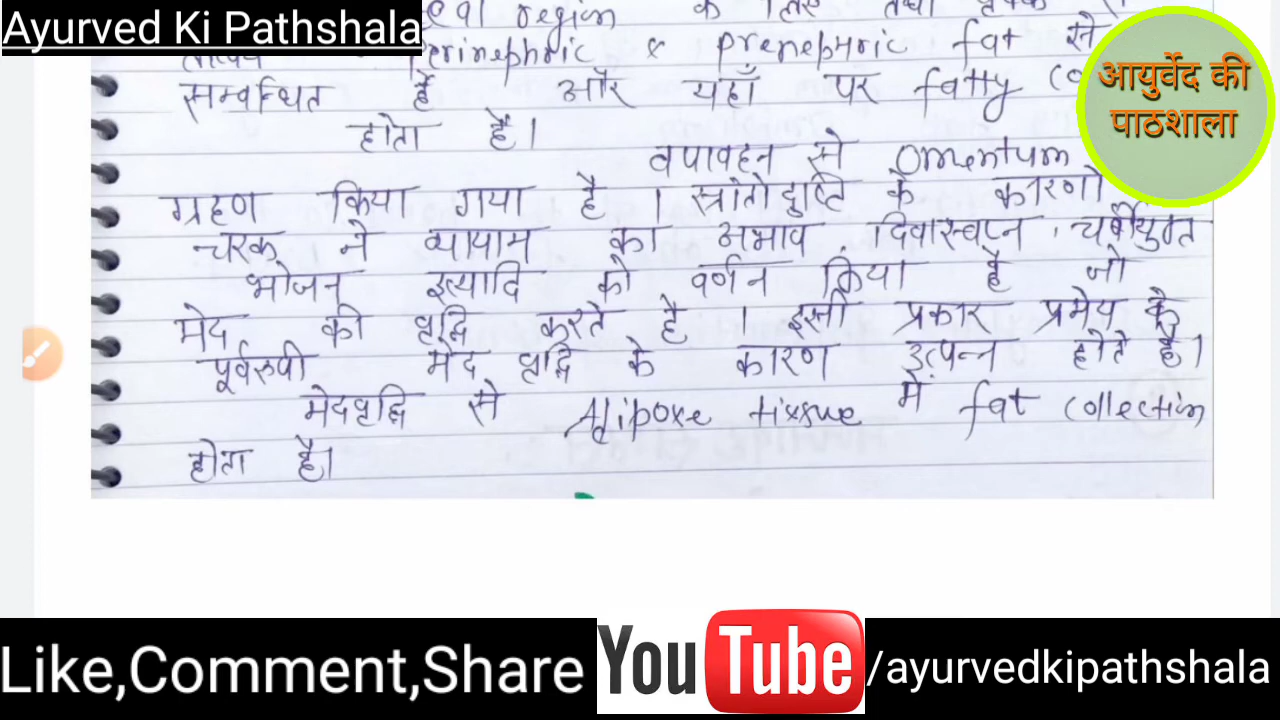 Ayurved Ki Pathshala
region के लिए तथा
perinephric & prenephric fat से
सम्बन्धित है और यहाँ पर fatty
होता है।
वपावहन से omentum
ग्रहण किया गया है। स्त्रोतोदुष्टि के कारणो
चरक ने व्यायाम का अभाव दिवास्वप्न, चर्बीयुक्त
भोजन इत्यादि को वर्णन किया है जो
मेद की वृद्धि करते है। इसी प्रकार प्रमेय के
पूर्वरुपी मेद वृद्धि के कारण उत्पन्न होते है।
मेदवृद्धि से Adipose tissue में fat collection
होता है।
आयुर्वेद की
पाठशाला
Like,Comment,Share YouTube /ayurvedkipathshala